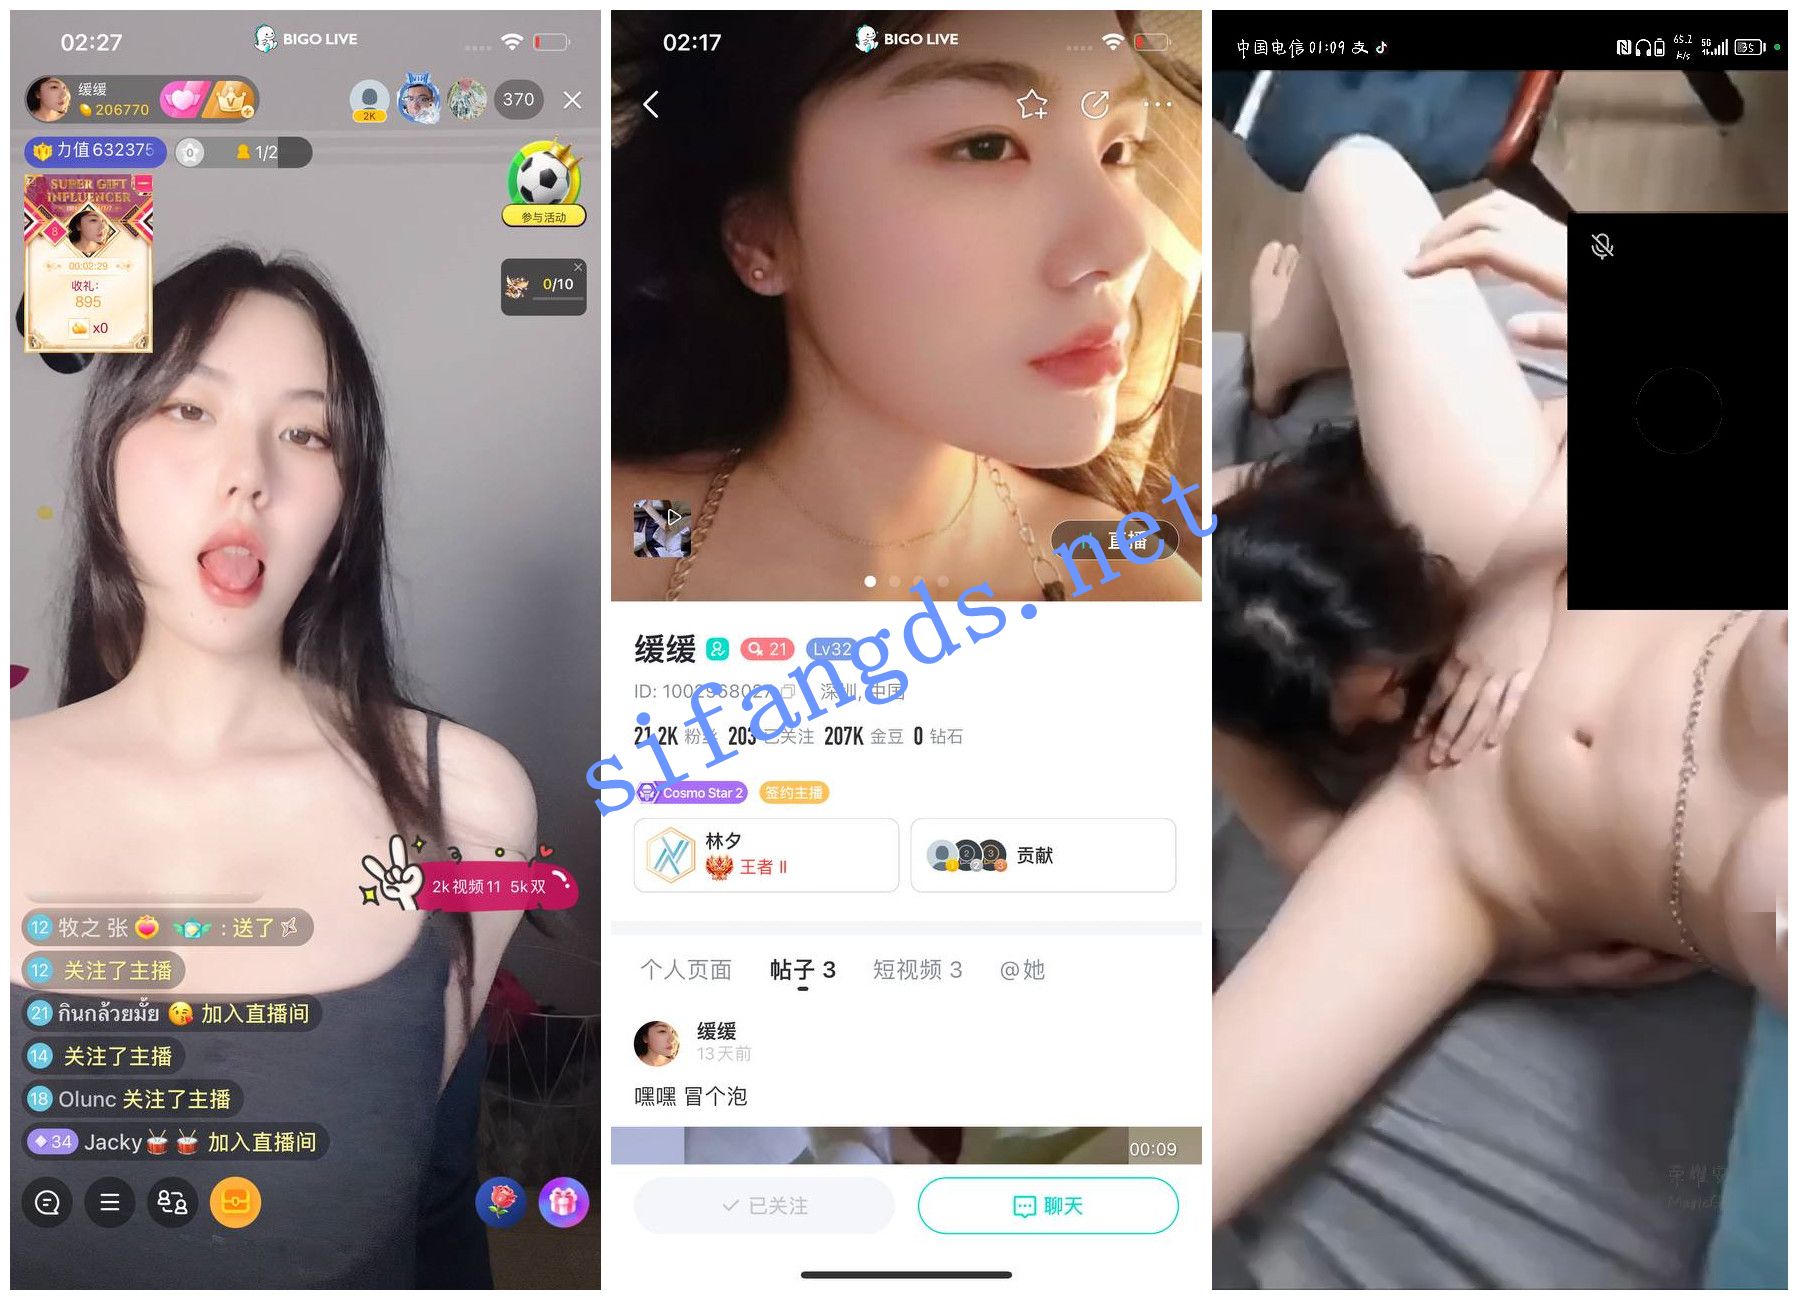 02:27
BIGO LIVE
缓缓
206770
2K
370
力值632375
0
1/2
SUPER GIFT
INFLUENCER
8
00:02:29
收礼:
895
x0
参与活动
0/10
2k视频11 5k双
12 牧之 张 : 送了
12 关注了主播
21 กินกล้วยมั้ย 加入直播间
14 关注了主播
18 Olunc 关注了主播
34 Jacky 加入直播间
02:17
BIGO LIVE
直播
缓缓
21
Lv32
深圳, 中国
21.2K 粉丝 203 已关注 207K 金豆 0 钻石
Cosmo Star 2
签约主播
林夕
王者 II
贡献
个人页面 帖子 3 短视频 3 @她
缓缓
13天前
嘿嘿 冒个泡
00:09
已关注
聊天
中国电信 01:09
65.2
K/s
5G
35
sifangds.net